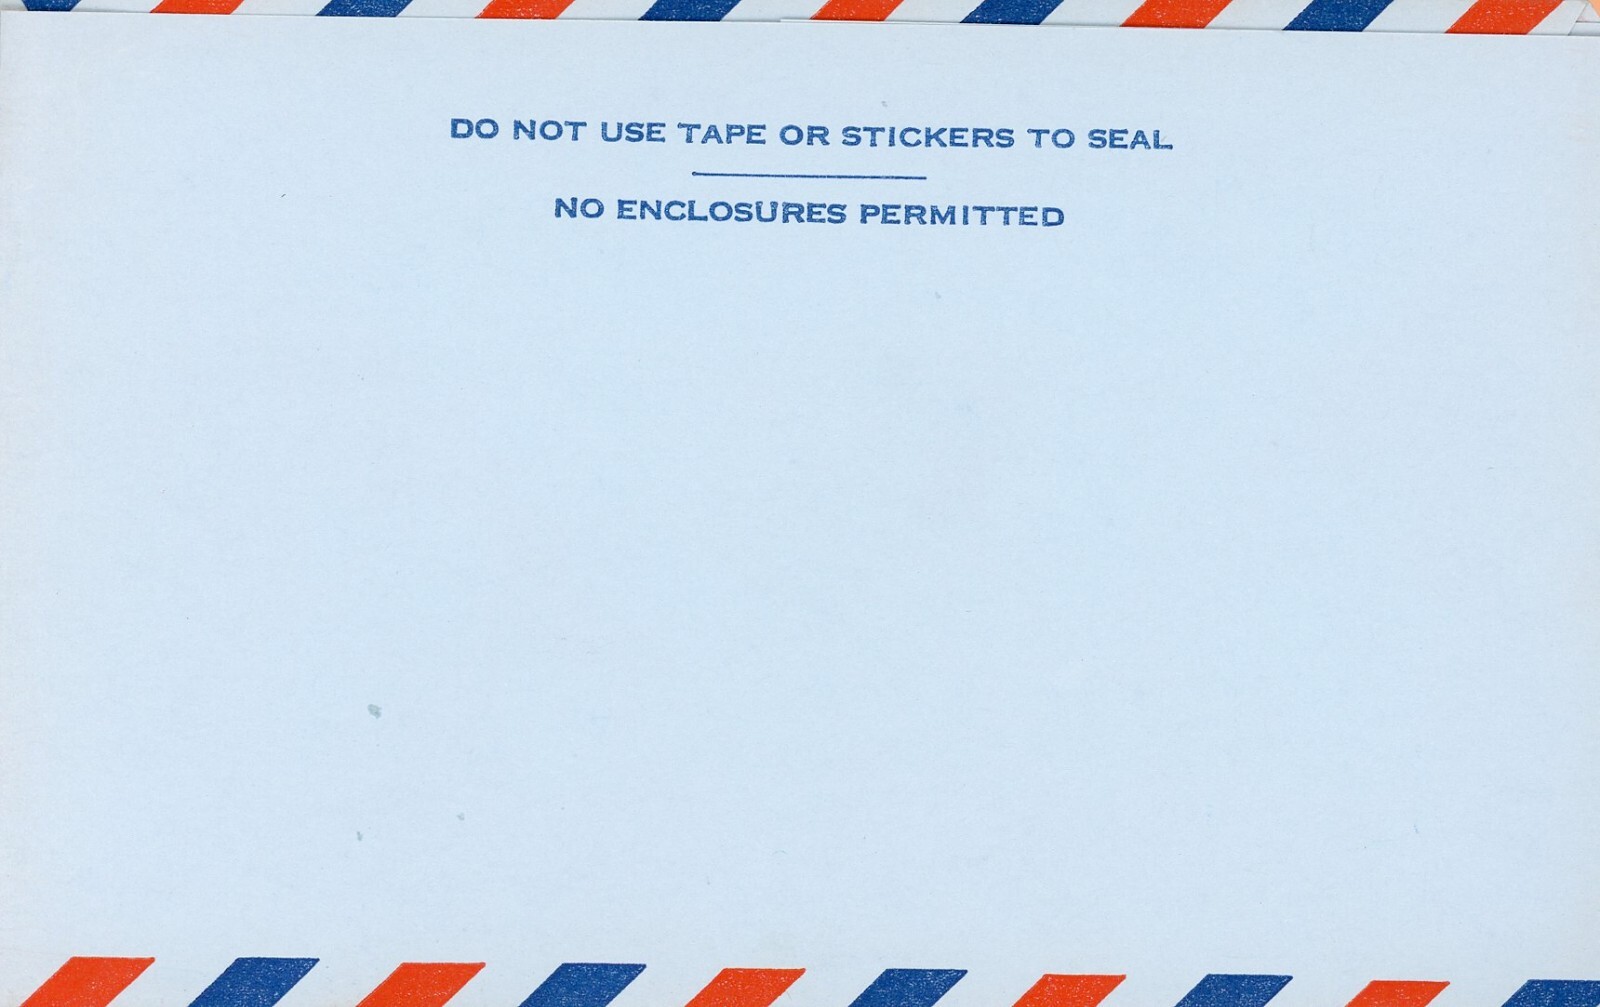 DO NOT USE TAPE OR STICKERS TO SEAL
NO ENCLOSURES PERMITTED